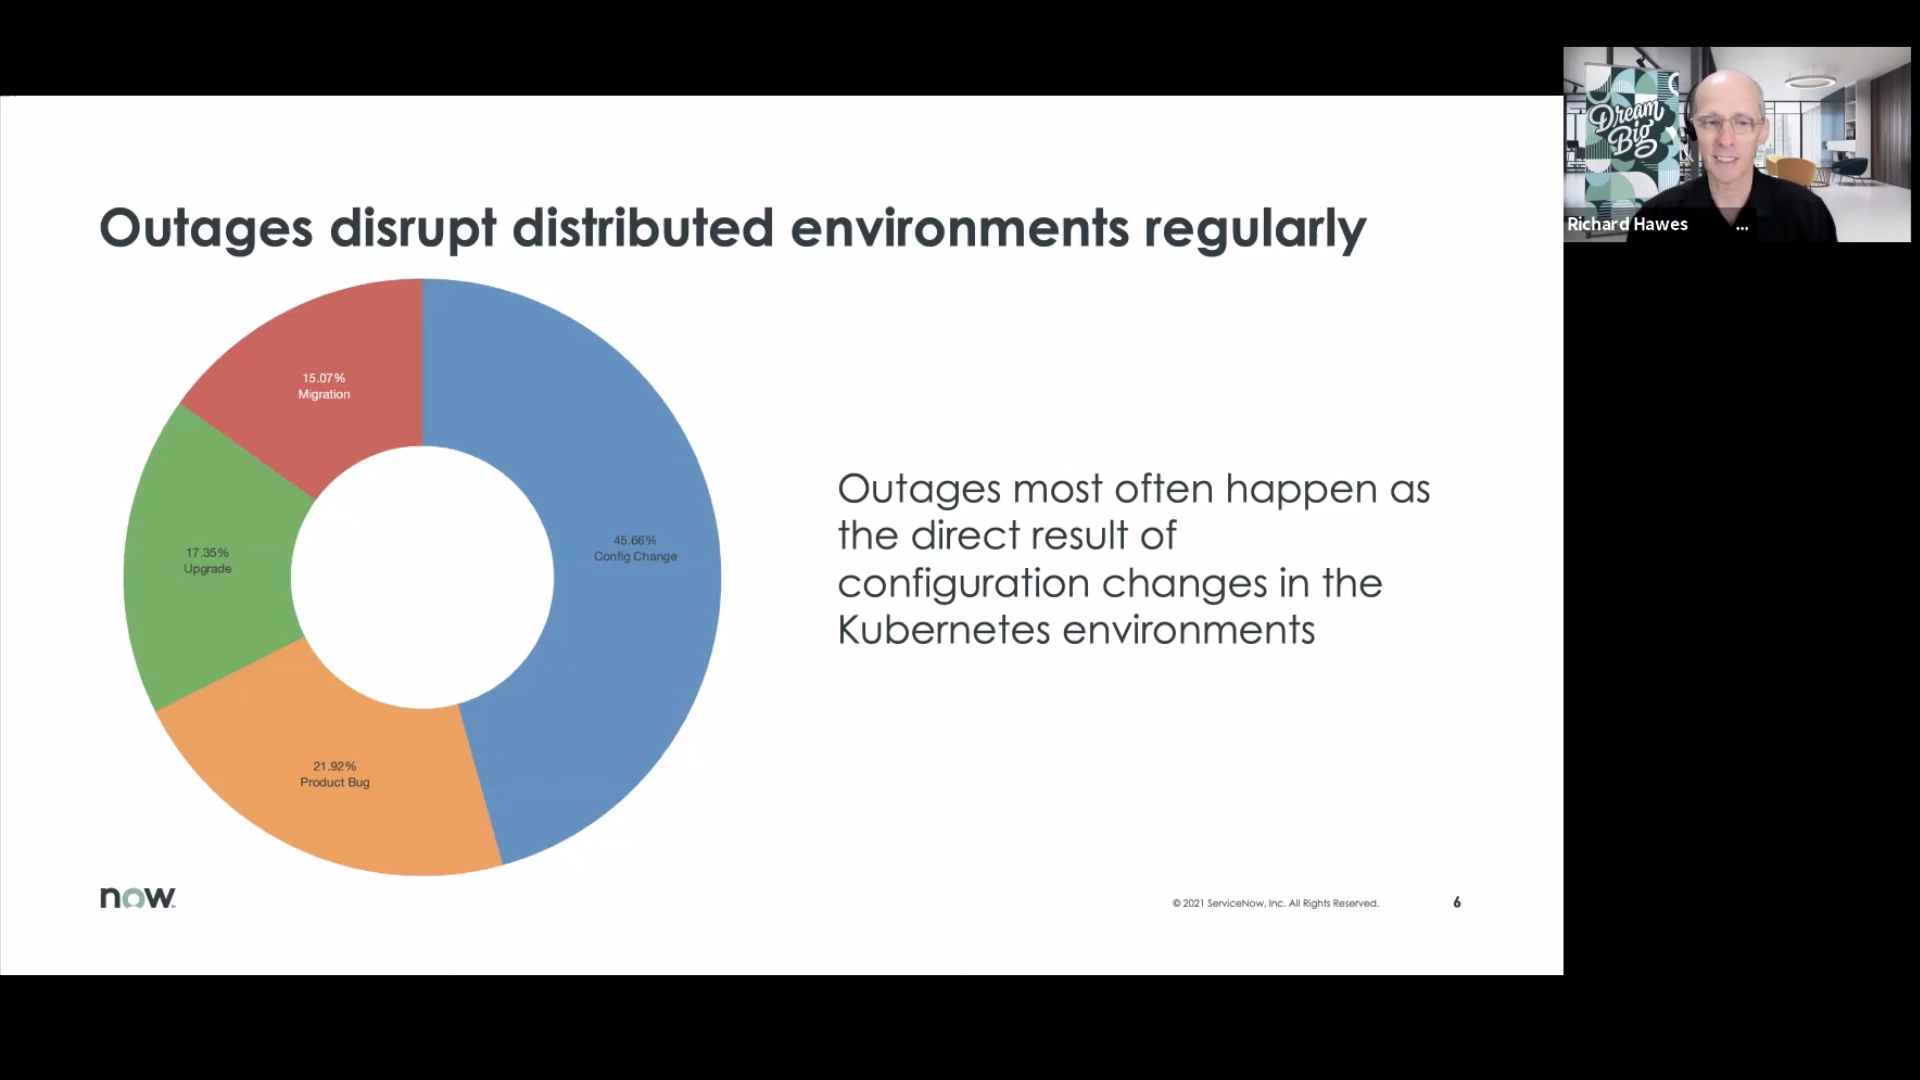 Outages disrupt distributed environments regularly
15.07%
Migration
17.35%
Upgrade
45.66%
Config Change
21.92%
Product Bug
Outages most often happen as
the direct result of
configuration changes in the
Kubernetes environments
now
© 2021 ServiceNow, Inc. All Rights Reserved.
6
Dream
Big
Richard Hawes
...